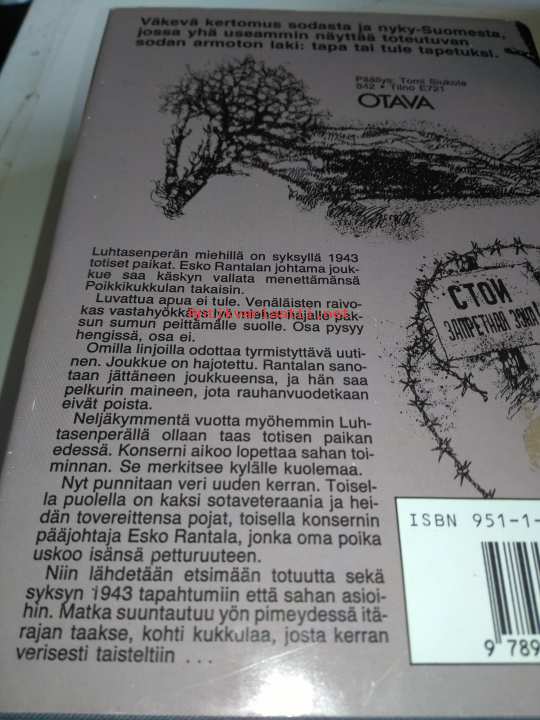 Väkevä kertomus sodasta ja nyky-Suomesta,
jossa yhä useammin näyttää toteutuvan
sodan armoton laki: tapa tai tule tapetuksi.
Päällys: Tomi Siukola
842 • Tilno E721
OTAVA
Luhtasenperän miehillä on syksyllä 1943
totiset paikat. Esko Rantalan johtama jouk-
kue saa käskyn vallata menettämänsä
Poikkikukkulan takaisin.
Luvattua apua ei tule. Venäläisten raivo-
kas vastahyökkäys lyö miehet hajalle pak-
sun sumun peittämälle suolle. Osa pysyy
hengissä, osa ei.
Omilla linjoilla odottaa tyrmistyttävä uuti-
nen. Joukkue on hajotettu. Rantalan sano-
taan jättäneen joukkueensa, ja hän saa
pelkurin maineen, jota rauhanvuodetkaan
eivät poista.
Neljäkymmentä vuotta myöhemmin Luh-
tasenperällä ollaan taas totisen paikan
edessä. Konserni aikoo lopettaa sahan toi-
minnan. Se merkitsee kylälle kuolemaa.
Nyt punnitaan veri uuden kerran. Toisel-
la puolella on kaksi sotaveteraania ja hei-
dän tovereittensa pojat, toisella konsernin
pääjohtaja Esko Rantala, jonka oma poika
uskoo isänsä petturuuteen.
Niin lähdetään etsimään totuutta sekä
syksyn 1943 tapahtumiin että sahan asioi-
hin. Matka suuntautuu yön pimeydessä itä-
rajan taakse, kohti kukkulaa, josta kerran
verisesti taisteltiin ...
СТОЙ
ЗАПРЕТНАЯ ЗОНА!
ISBN 951-1-
9 789